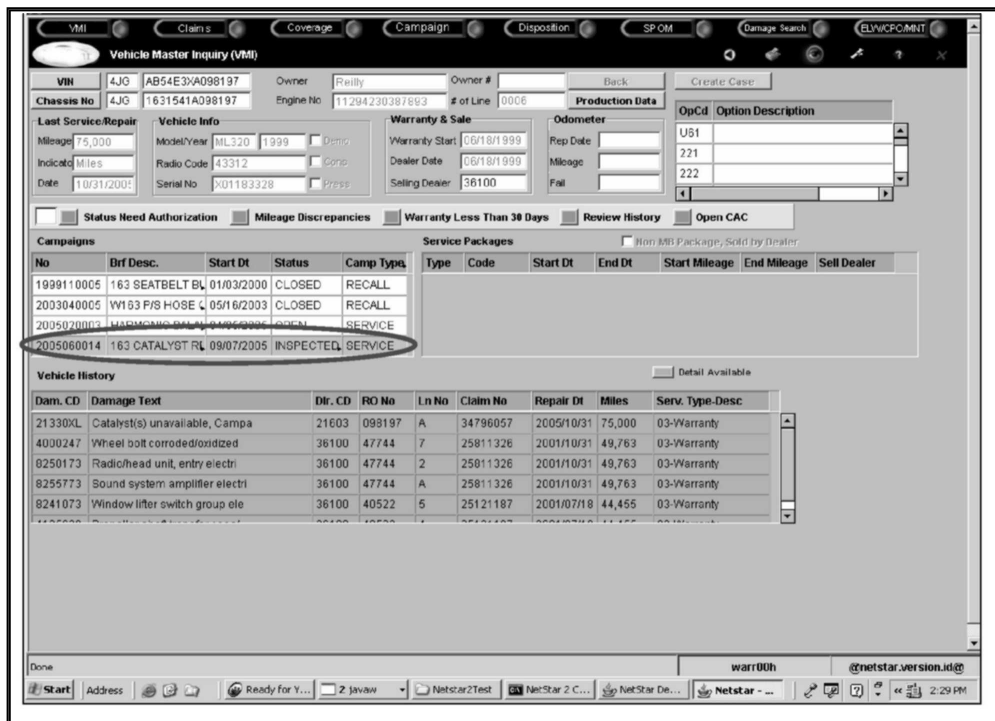 VMI Claims Coverage Campaign Disposition SPOM Damage Search ELVW/CPO/MNT
Vehicle Master Inquiry (VMI)
VIN 4JG AB54E3XA098197 Owner Reilly Owner # Back Create Case
Chassis No 4JG 1631541A098197 Engine No 11294230387893 # of Line 0006 Production Data
OpCd Option Description
Last Service/Repair Vehicle Info Warranty & Sale Odometer
U61
Mileage 75,000 Model/Year ML320 1999 Demo Warranty Start 06/18/1999 Rep Date
221
Indicato Miles Radio Code 43312 Comp Dealer Date 06/18/1999 Mileage
222
Date 10/31/2005 Serial No X01183328 Press Selling Dealer 36100 Fail
Status Need Authorization Mileage Discrepancies Warranty Less Than 30 Days Review History Open CAC
Campaigns Service Packages Non MB Package, Sold by Dealer
No Brf Desc. Start Dt Status Camp Type Type Code Start Dt End Dt Start Mileage End Mileage Sell Dealer
1999110005 163 SEATBELT BU 01/03/2000 CLOSED RECALL
2003040005 W163 P/S HOSE C 05/16/2003 CLOSED RECALL
2005020003 HARMONIC BALAN OPEN SERVICE
2005060014 163 CATALYST RL 09/07/2005 INSPECTED SERVICE
Vehicle History Detail Available
Dam. CD Damage Text Dlr. CD RO No Ln No Claim No Repair Dt Miles Serv. Type-Desc
21330XL Catalyst(s) unavailable, Campa 21603 098197 A 34796057 2005/10/31 75,000 03-Warranty
4000247 Wheel bolt corroded/oxidized 36100 47744 7 25811326 2001/10/31 49,763 03-Warranty
8250173 Radio/head unit, entry electri 36100 47744 2 25811326 2001/10/31 49,763 03-Warranty
8255773 Sound system amplifier electri 36100 47744 A 25811326 2001/10/31 49,763 03-Warranty
8241073 Window lifter switch group ele 36100 40522 5 25121187 2001/07/18 44,455 03-Warranty
Done warr00h @netstar.version.id@
Start Address Ready for Y... 2 javaw Netstar2Test NetStar 2 C... NetStar De... Netstar - ... 2:29 PM